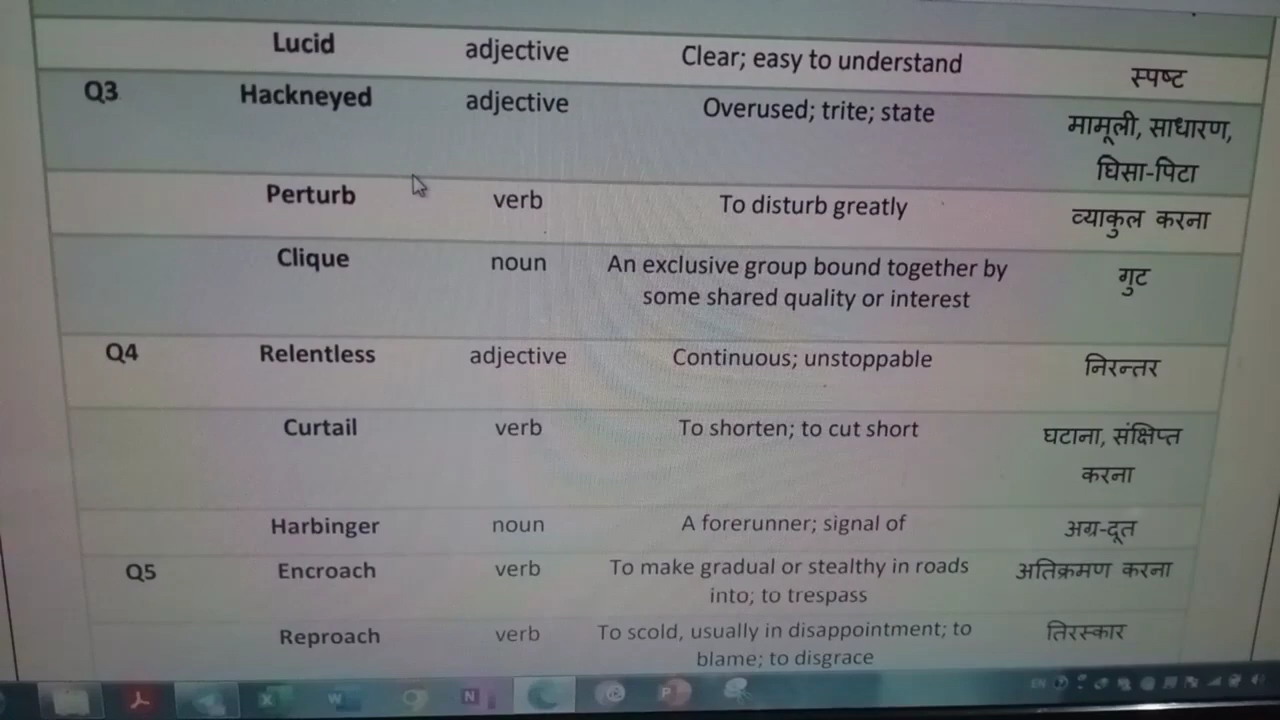 Lucid adjective Clear; easy to understand स्पष्ट
Q3 Hackneyed adjective Overused; trite; state मामूली, साधारण,
घिसा-पिटा
Perturb verb To disturb greatly व्याकुल करना
Clique noun An exclusive group bound together by गुट
some shared quality or interest
Q4 Relentless adjective Continuous; unstoppable निरन्तर
Curtail verb To shorten; to cut short घटाना, संक्षिप्त
करना
Harbinger noun A forerunner; signal of अग्र-दूत
Q5 Encroach verb To make gradual or stealthy in roads अतिक्रमण करना
into; to trespass
Reproach verb To scold, usually in disappointment; to तिरस्कार
blame; to disgrace
EN